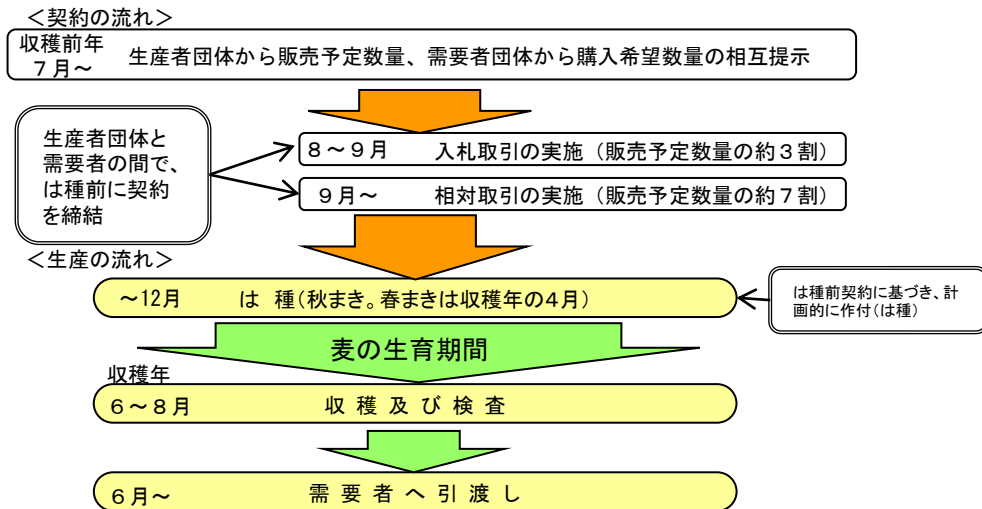 ＜契約の流れ＞
収穫前年
７月～
生産者団体から販売予定数量、需要者団体から購入希望数量の相互提示
生産者団体と
需要者の間で、
は種前に契約
を締結
８～９月　入札取引の実施（販売予定数量の約３割）
９月～　相対取引の実施（販売予定数量の約７割）
＜生産の流れ＞
～12月　は 種（秋まき。春まきは収穫年の４月）
は種前契約に基づき、計
画的に作付（は種）
麦の生育期間
収穫年
６～８月　収 穫 及 び 検 査
６月～　需 要 者 へ 引 渡 し